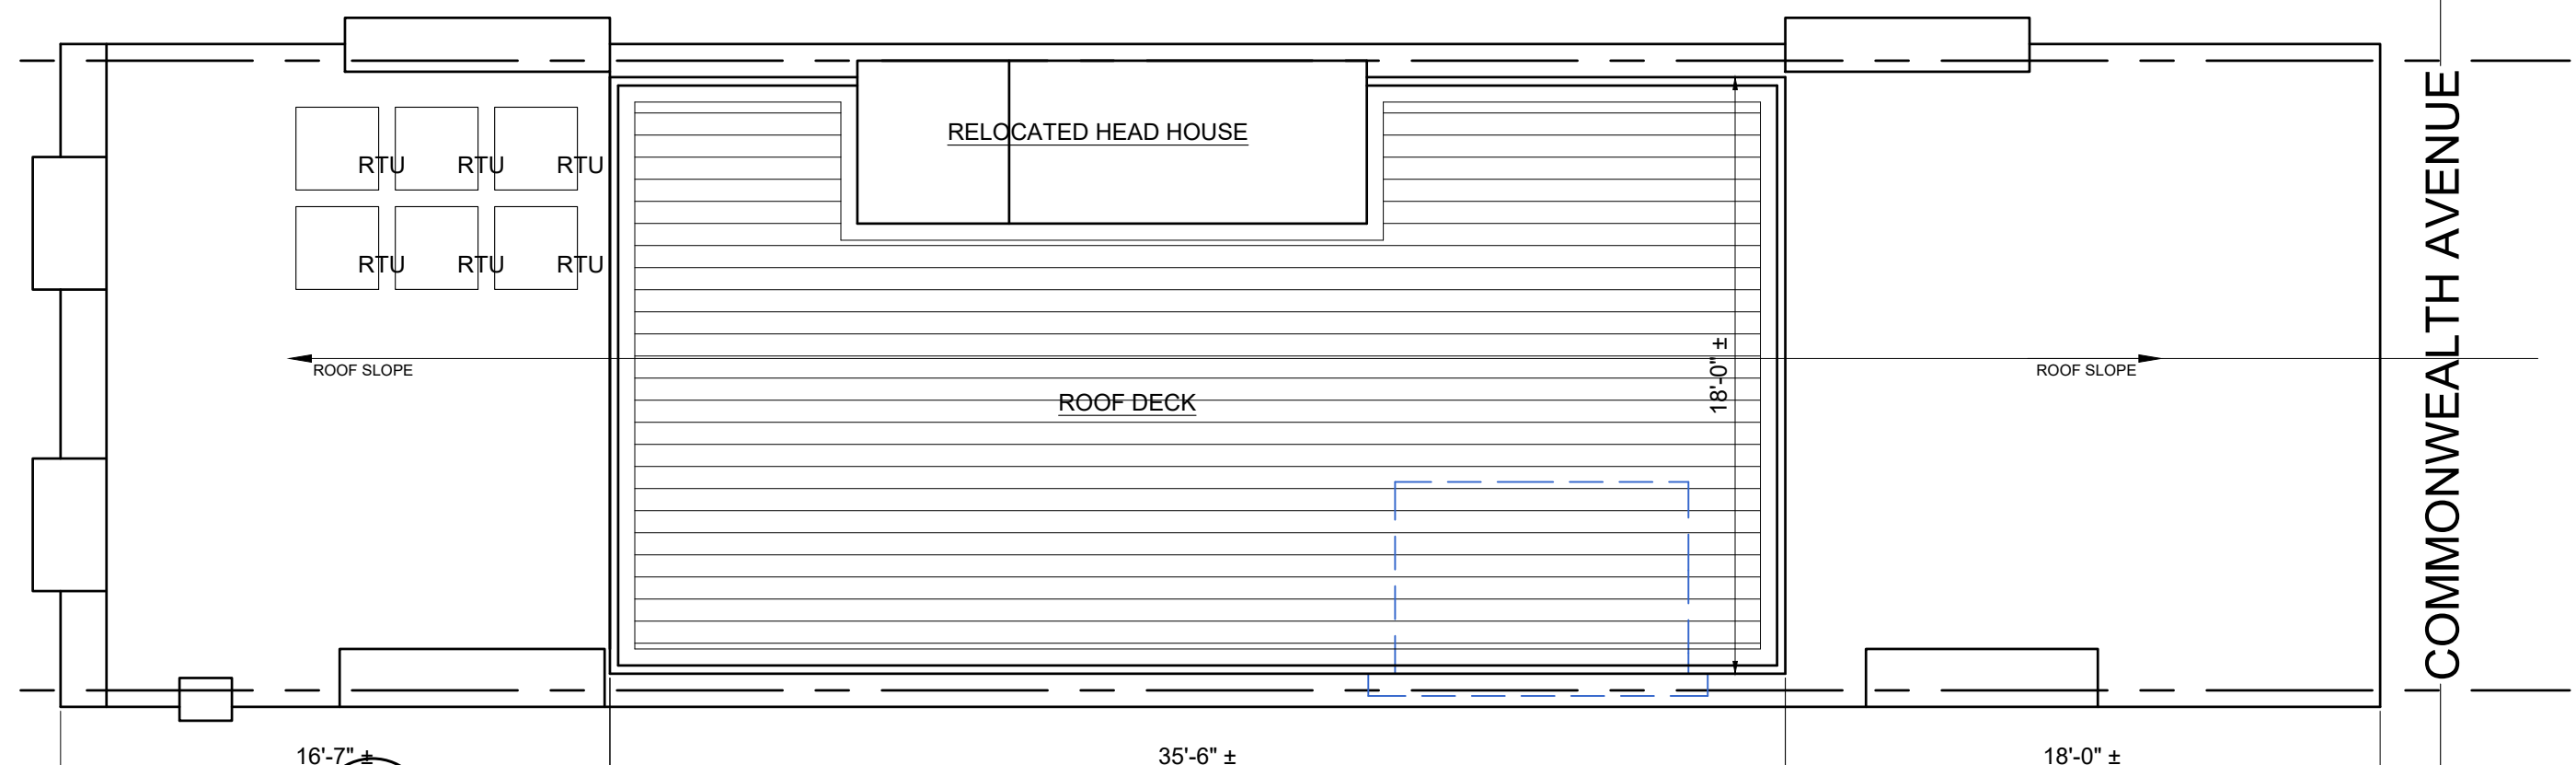 RELOCATED HEAD HOUSE
RTU RTU RTU
RTU RTU RTU
ROOF SLOPE
ROOF DECK
18'-0" ±
ROOF SLOPE
COMMONWEALTH AVENUE
16'-7" ±
35'-6" ±
18'-0" ±